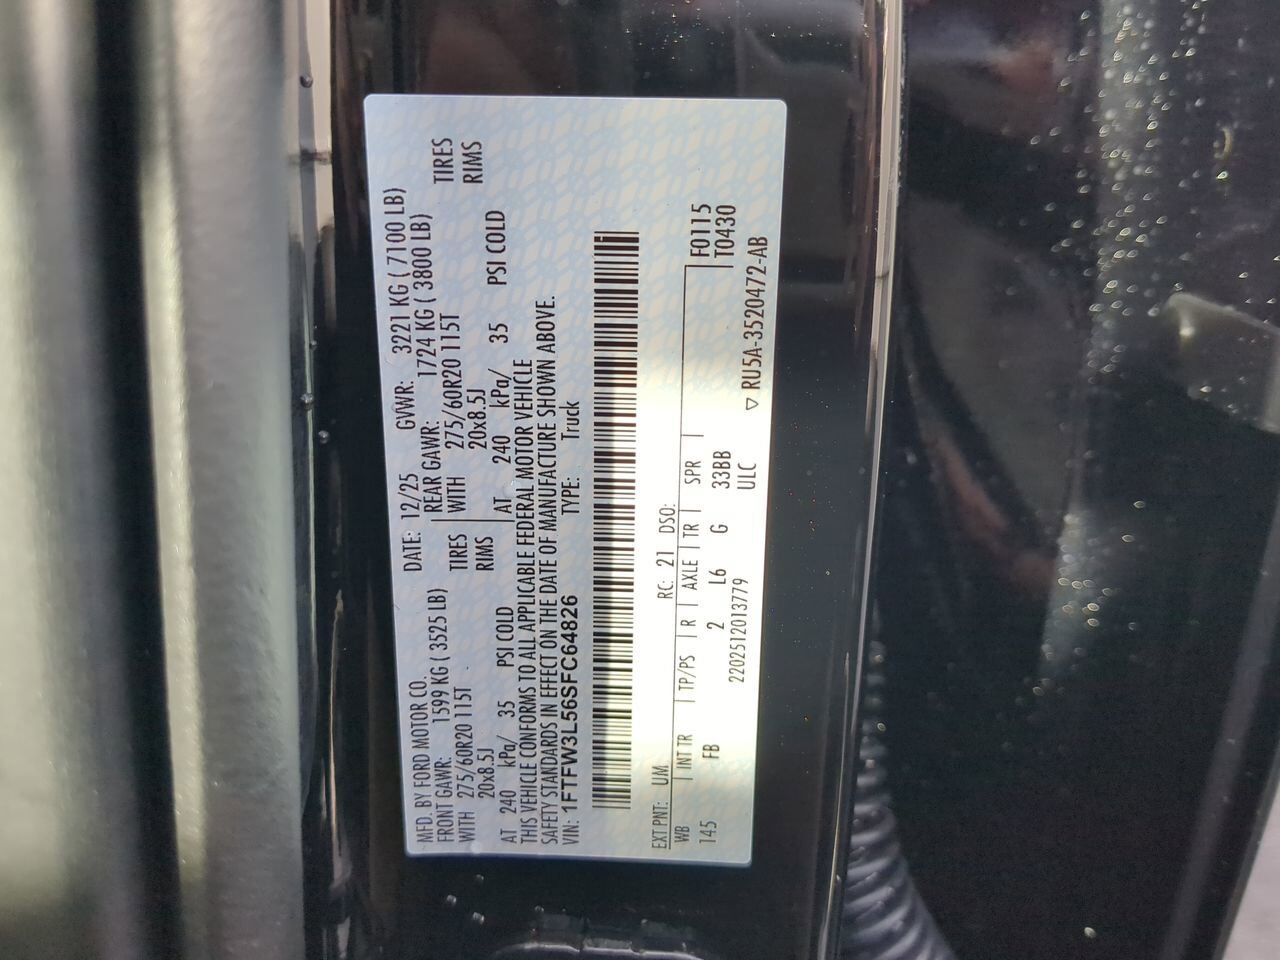 MFD. BY FORD MOTOR CO. DATE: 12/25 GVWR: 3221 KG ( 7100 LB)
FRONT GAWR: 1599 KG ( 3525 LB) REAR GAWR: 1724 KG ( 3800 LB)
WITH 275/60R20 115T TIRES WITH 275/60R20 115T TIRES
20x8.5J RIMS 20x8.5J RIMS
AT 240 kPa/ 35 PSI COLD AT 240 kPa/ 35 PSI COLD
THIS VEHICLE CONFORMS TO ALL APPLICABLE FEDERAL MOTOR VEHICLE
SAFETY STANDARDS IN EFFECT ON THE DATE OF MANUFACTURE SHOWN ABOVE.
VIN: 1FTFW3L56SFC64826 TYPE: Truck
EXT PNT: UM RC: 21 DSO:
WB INT TR TP/PS R AXLE TR SPR F0115
145 FB 2 L6 G 33BB T0430
2202512013779 ULC
▽ RU5A-3520472-AB